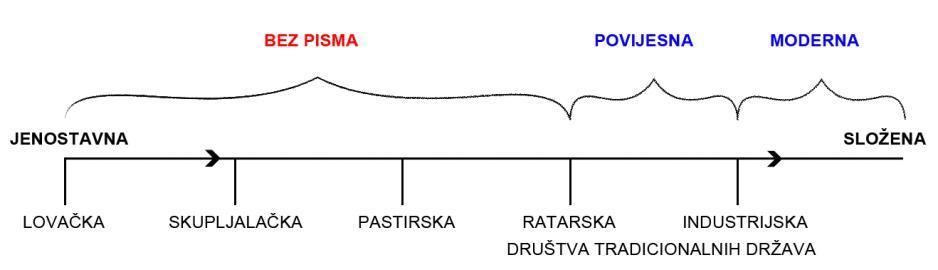 BEZ PISMA POVIJESNA MODERNA
JENOSTAVNA SLOŽENA
LOVAČKA SKUPLJALAČKA PASTIRSKA RATARSKA INDUSTRIJSKA
DRUŠTVA TRADICIONALNIH DRŽAVA